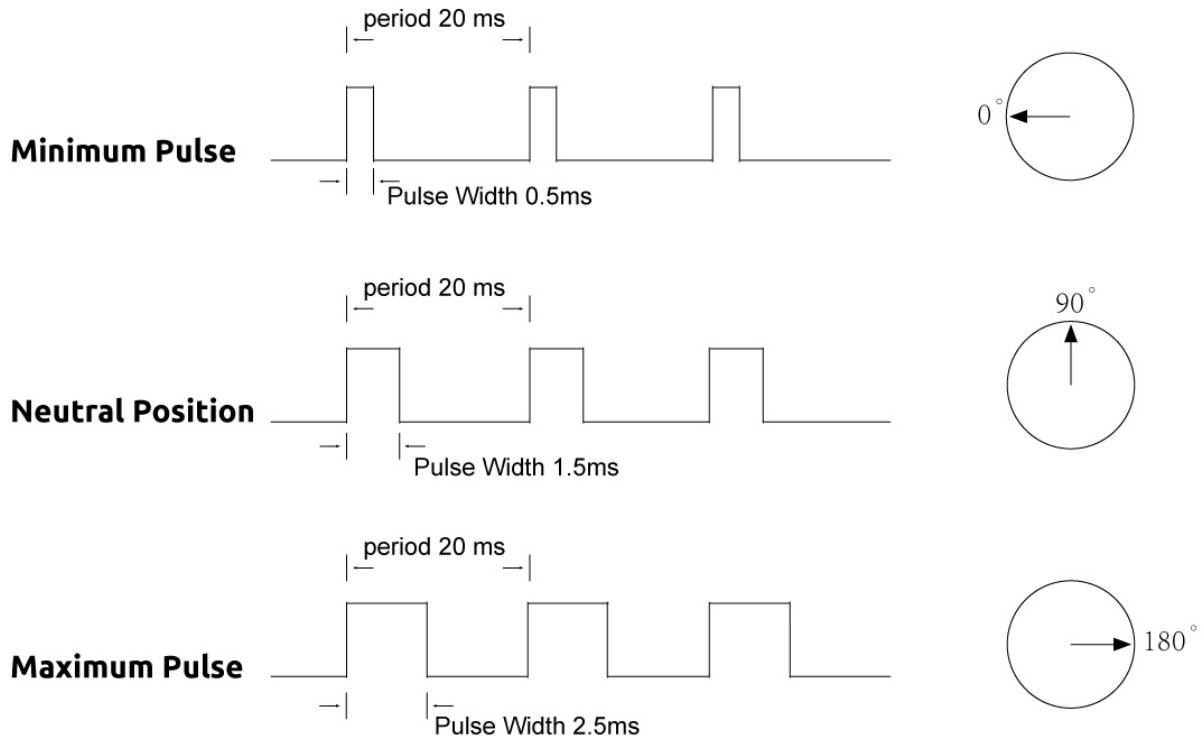 period 20 ms
0°
Minimum Pulse
Pulse Width 0.5ms
period 20 ms
90°
Neutral Position
Pulse Width 1.5ms
period 20 ms
180°
Maximum Pulse
Pulse Width 2.5ms